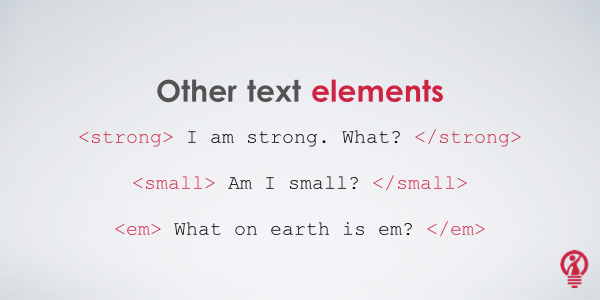 Other text elements
<strong> I am strong. What? </strong>
<small> Am I small? </small>
<em> What on earth is em? </em>